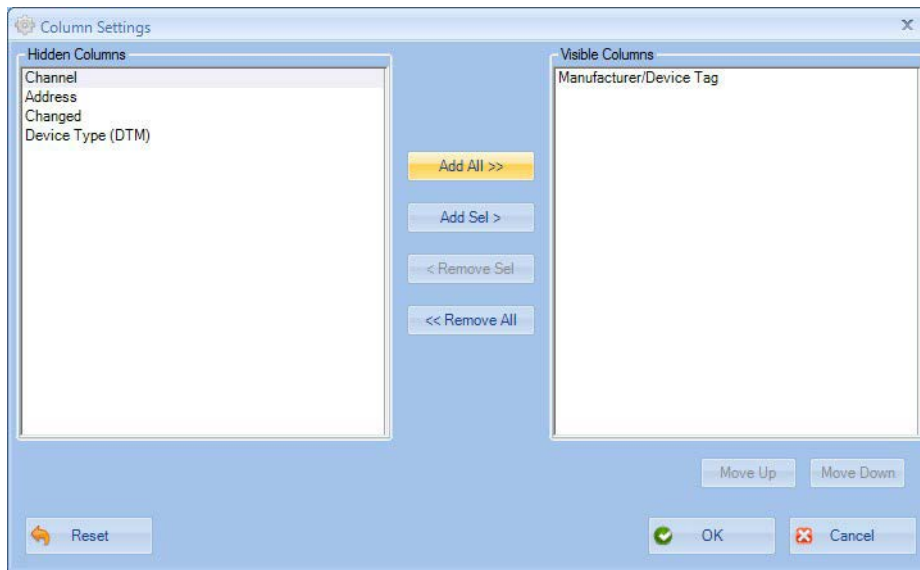 Column Settings
x
Hidden Columns
Channel
Address
Changed
Device Type (DTM)
Add All >>
Add Sel >
< Remove Sel
<< Remove All
Visible Columns
Manufacturer/Device Tag
Move Up
Move Down
Reset
OK
Cancel